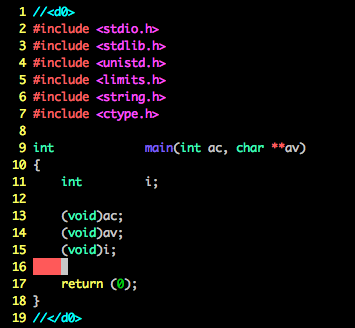 1 //<d0>
2 #include <stdio.h>
3 #include <stdlib.h>
4 #include <unistd.h>
5 #include <limits.h>
6 #include <string.h>
7 #include <ctype.h>
8
9 int             main(int ac, char **av)
10 {
11     int         i;
12
13     (void)ac;
14     (void)av;
15     (void)i;
16
17     return (0);
18 }
19 //</d0>